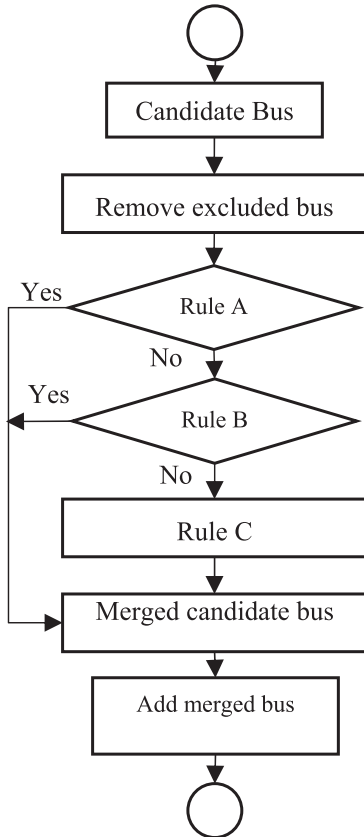 Candidate Bus
Remove excluded bus
Yes
Rule A
No
Yes
Rule B
No
Rule C
Merged candidate bus
Add merged bus